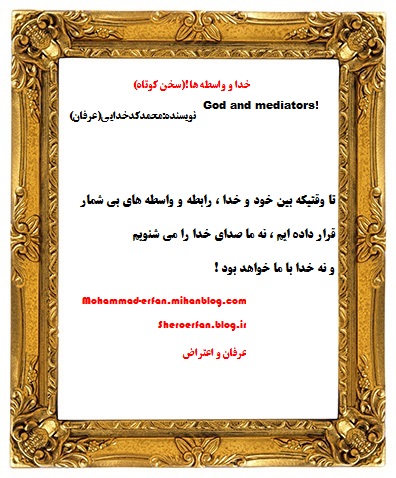 خدا و واسطه ها!(سخن کوتاه)
God and mediators!
نویسنده:محمدکدخدایی(عرفان)
تا وقتیکه بین خود و خدا ، رابطه و واسطه های بی شمار
قرار داده ایم ، نه ما صدای خدا را می شنویم
و نه خدا با ما خواهد بود !
Mohammad-erfan.mihanblog.com
Sheroerfan.blog.ir
عرفان و اعتراض